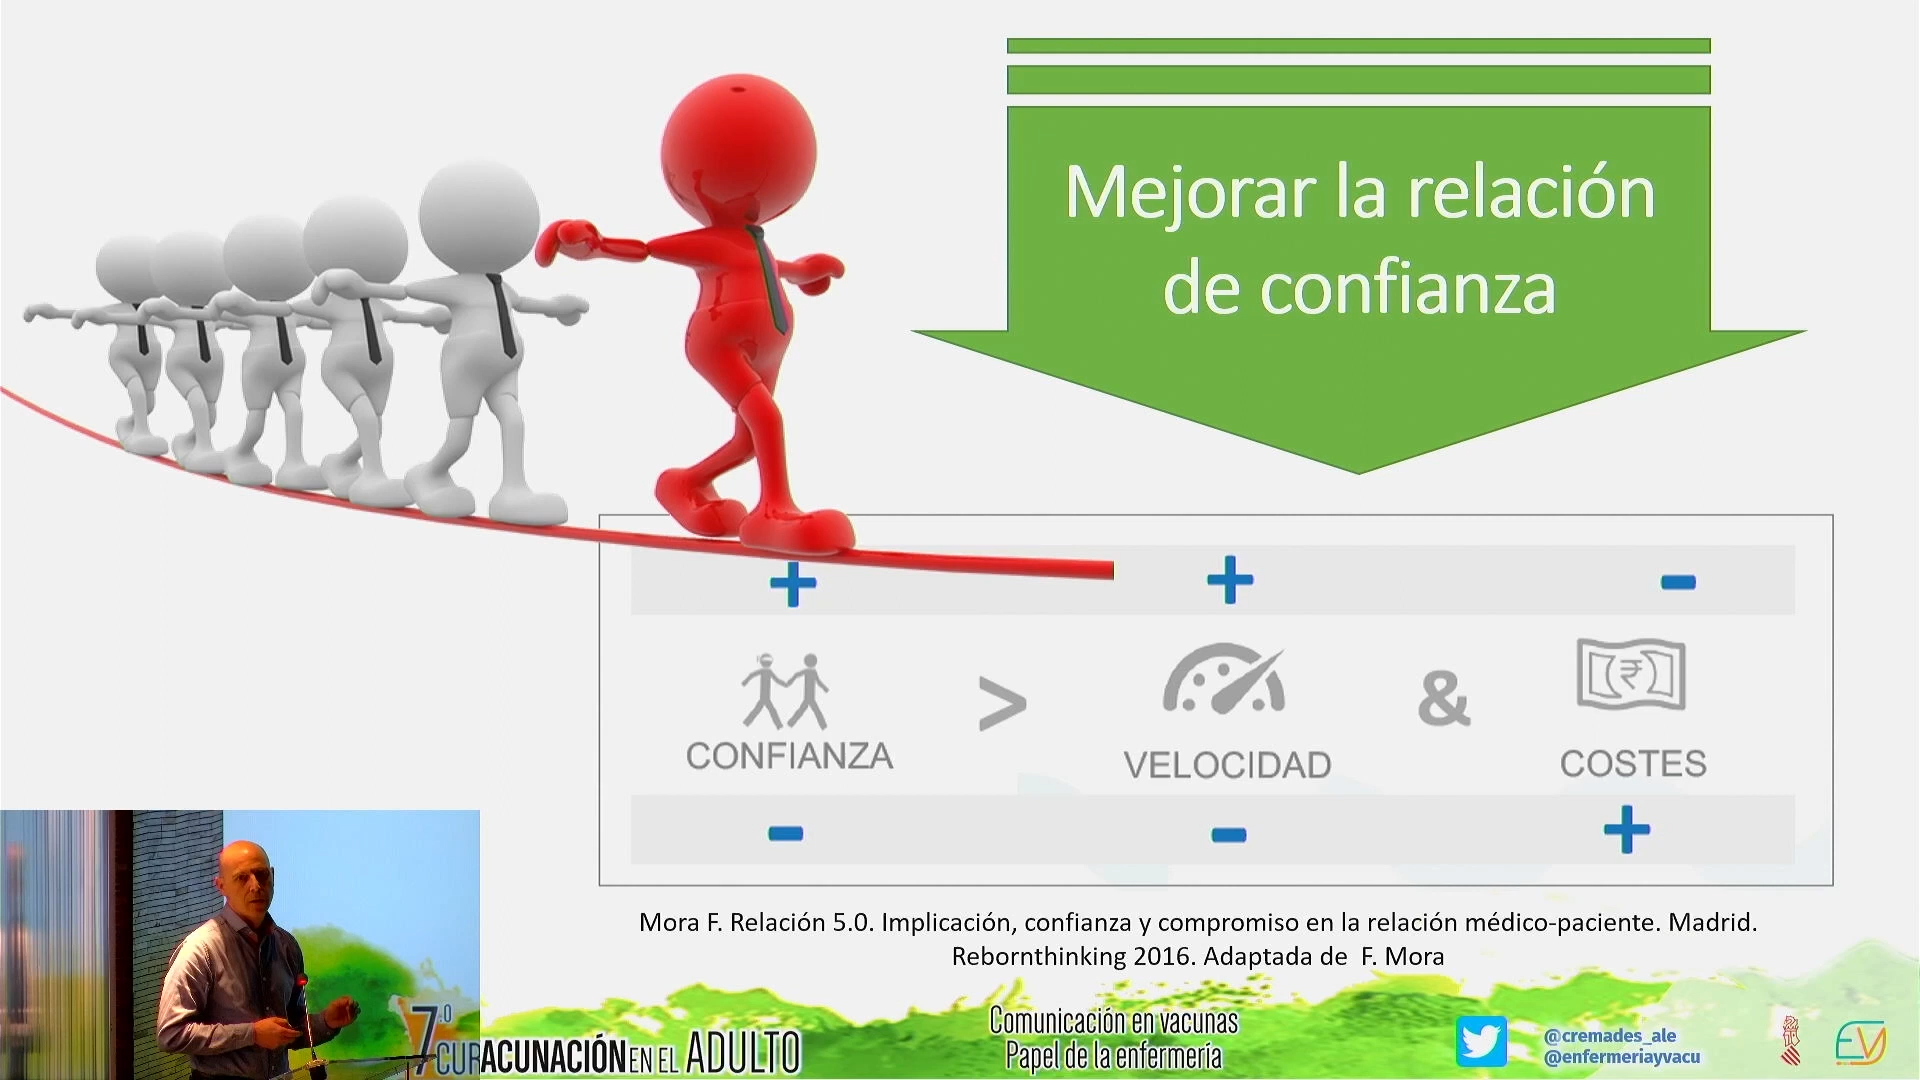 Mejorar la relación
de confianza
+ + -
CONFIANZA > VELOCIDAD & COSTES
- - +
Mora F. Relación 5.0. Implicación, confianza y compromiso en la relación médico-paciente. Madrid.
Rebornthinking 2016. Adaptada de F. Mora
7.º
CURACUNACIÓN EN EL ADULTO
Comunicación en vacunas
Papel de la enfermería
@cremades_ale
@enfermeriayvacu
EV